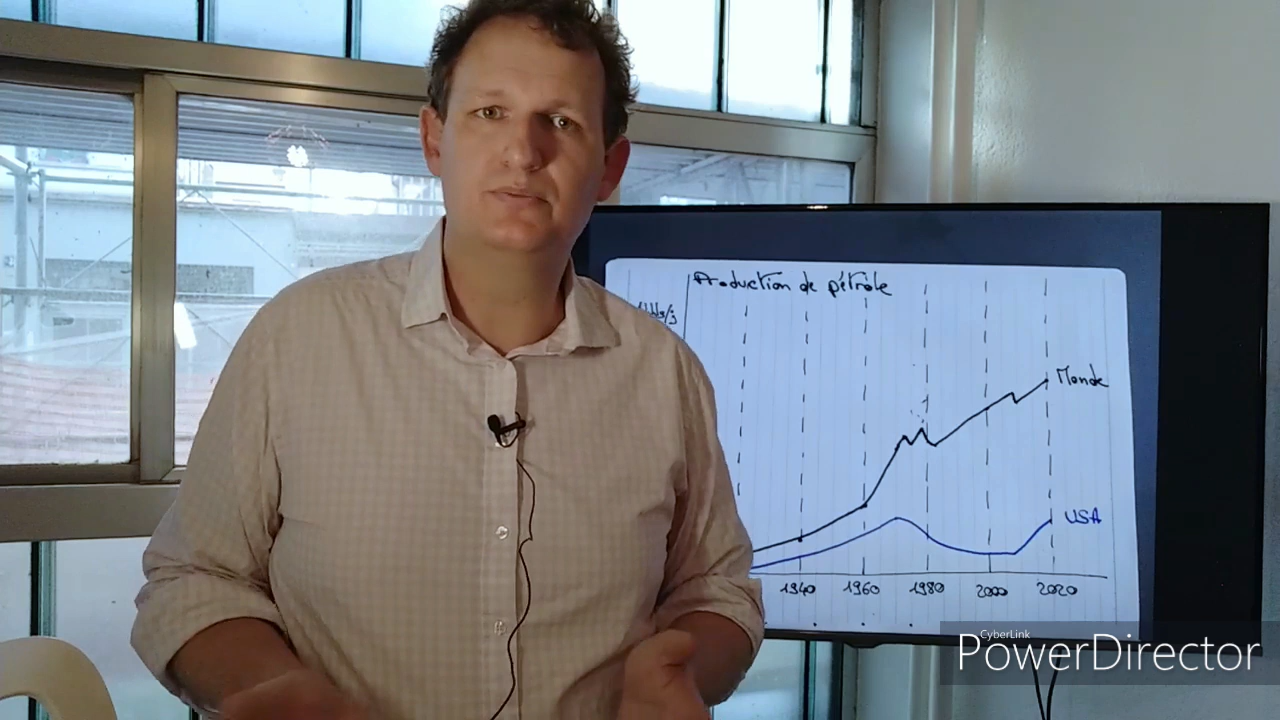 Production de pétrole
Monde
USA
1940 1960 1980 2000 2020
CyberLink
PowerDirector